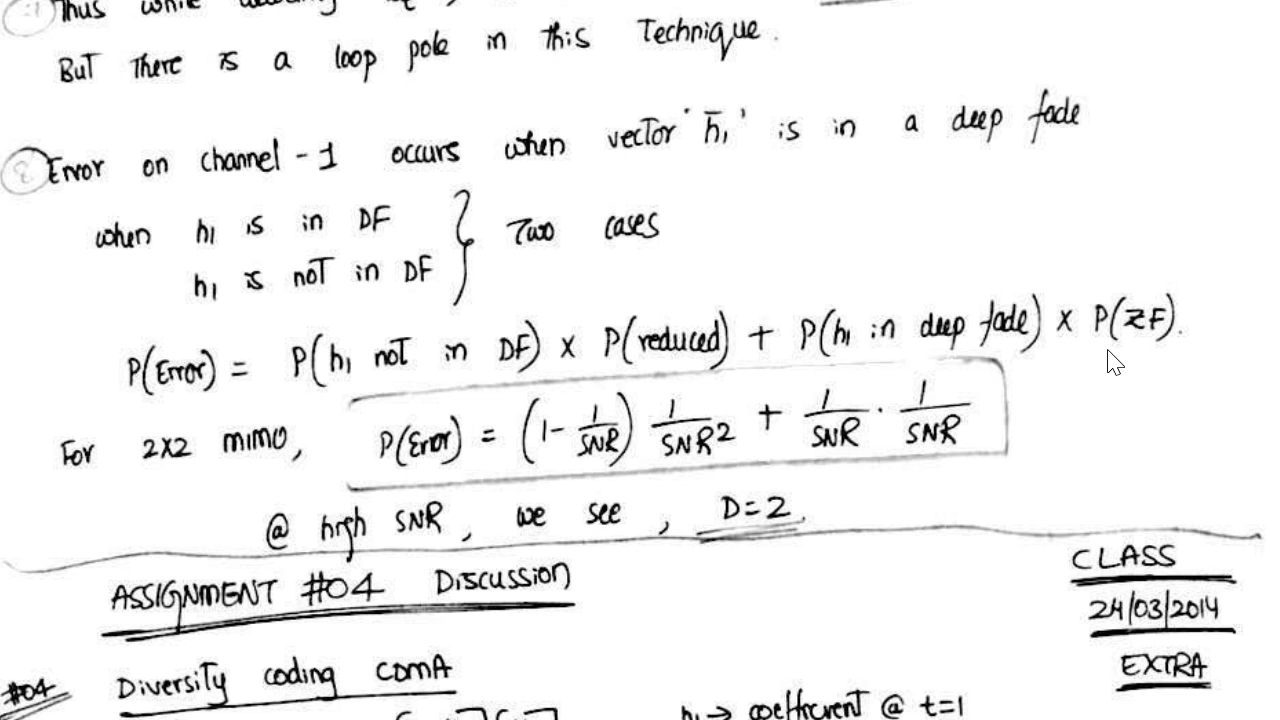 Thus while
But there is a loop pole in this Technique.
Error on channel - 1 occurs when vector 'h̄₁' is in a deep fade
when h₁ is in DF } Two cases
h₁ is not in DF
P(Error) = P(h₁ not in DF) x P(reduced) + P(h₁ in deep fade) x P(ZF).
For 2x2 mimo, P(Error) = (1 - 1/SNR) 1/SNR² + 1/SNR · 1/SNR
@ high SNR, we see, D=2
ASSIGNMENT #04 Discussion
CLASS
24/03/2014
EXTRA
#04 Diversity coding CDMA
h₁ → coefficient @ t=1